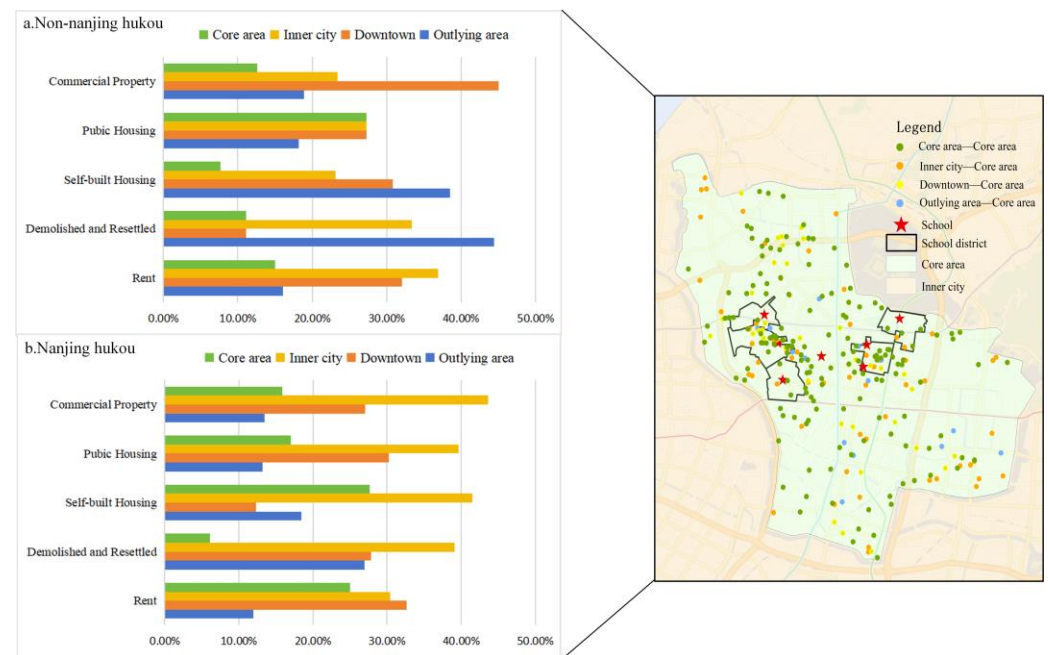 a.Non-nanjing hukou
Core area Inner city Downtown Outlying area
Commercial Property
Pubic Housing
Self-built Housing
Demolished and Resettled
Rent
0.00% 10.00% 20.00% 30.00% 40.00% 50.00%
b.Nanjing hukou
Core area Inner city Downtown Outlying area
Commercial Property
Pubic Housing
Self-built Housing
Demolished and Resettled
Rent
0.00% 10.00% 20.00% 30.00% 40.00% 50.00%
Legend
Core area—Core area
Inner city—Core area
Downtown—Core area
Outlying area—Core area
School
School district
Core area
Inner city